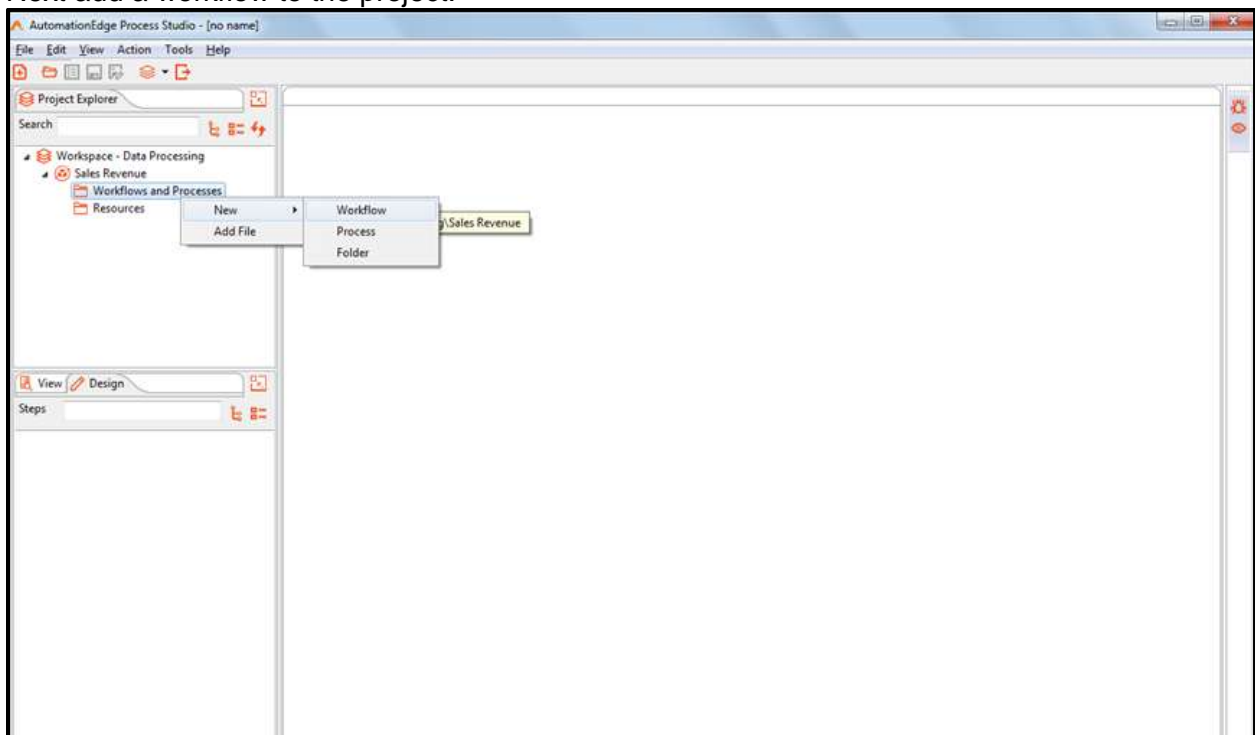 Next add a workflow to the project.
AutomationEdge Process Studio - [no name]
File Edit View Action Tools Help
Project Explorer
Search
Workspace - Data Processing
Sales Revenue
Workflows and Processes
Resources
New
Workflow
\Sales Revenue
Add File
Process
Folder
View
Design
Steps